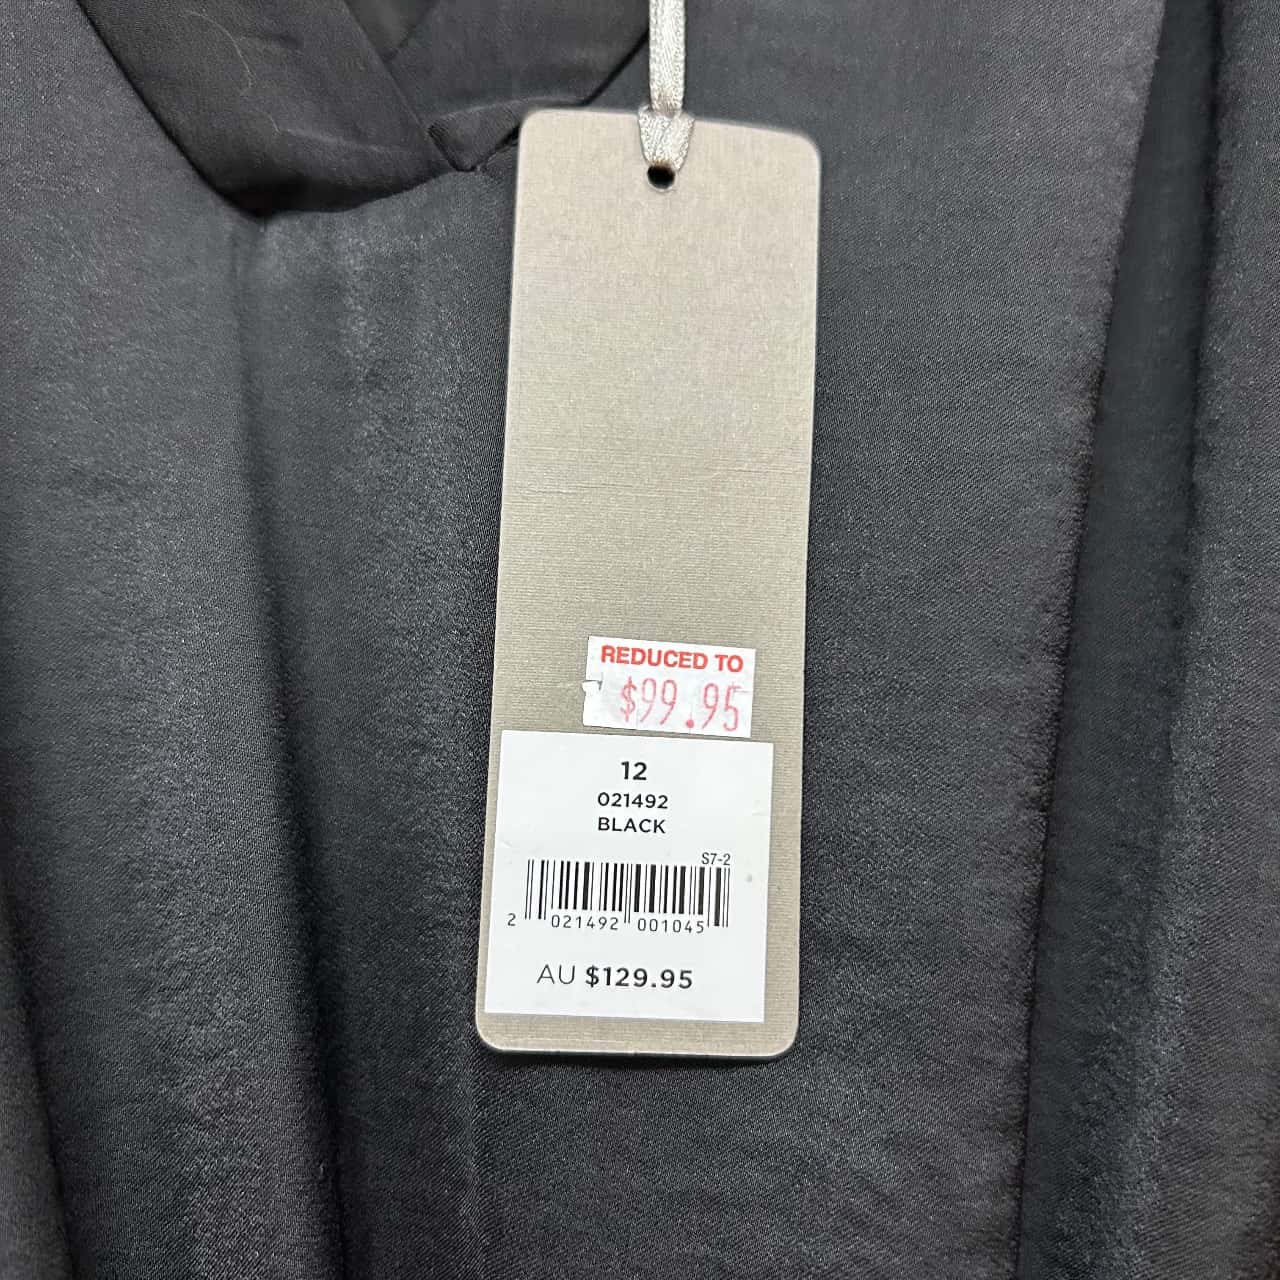 REDUCED TO
$99.95
12
021492
BLACK
S7-2
2 021492 001045
AU $129.95